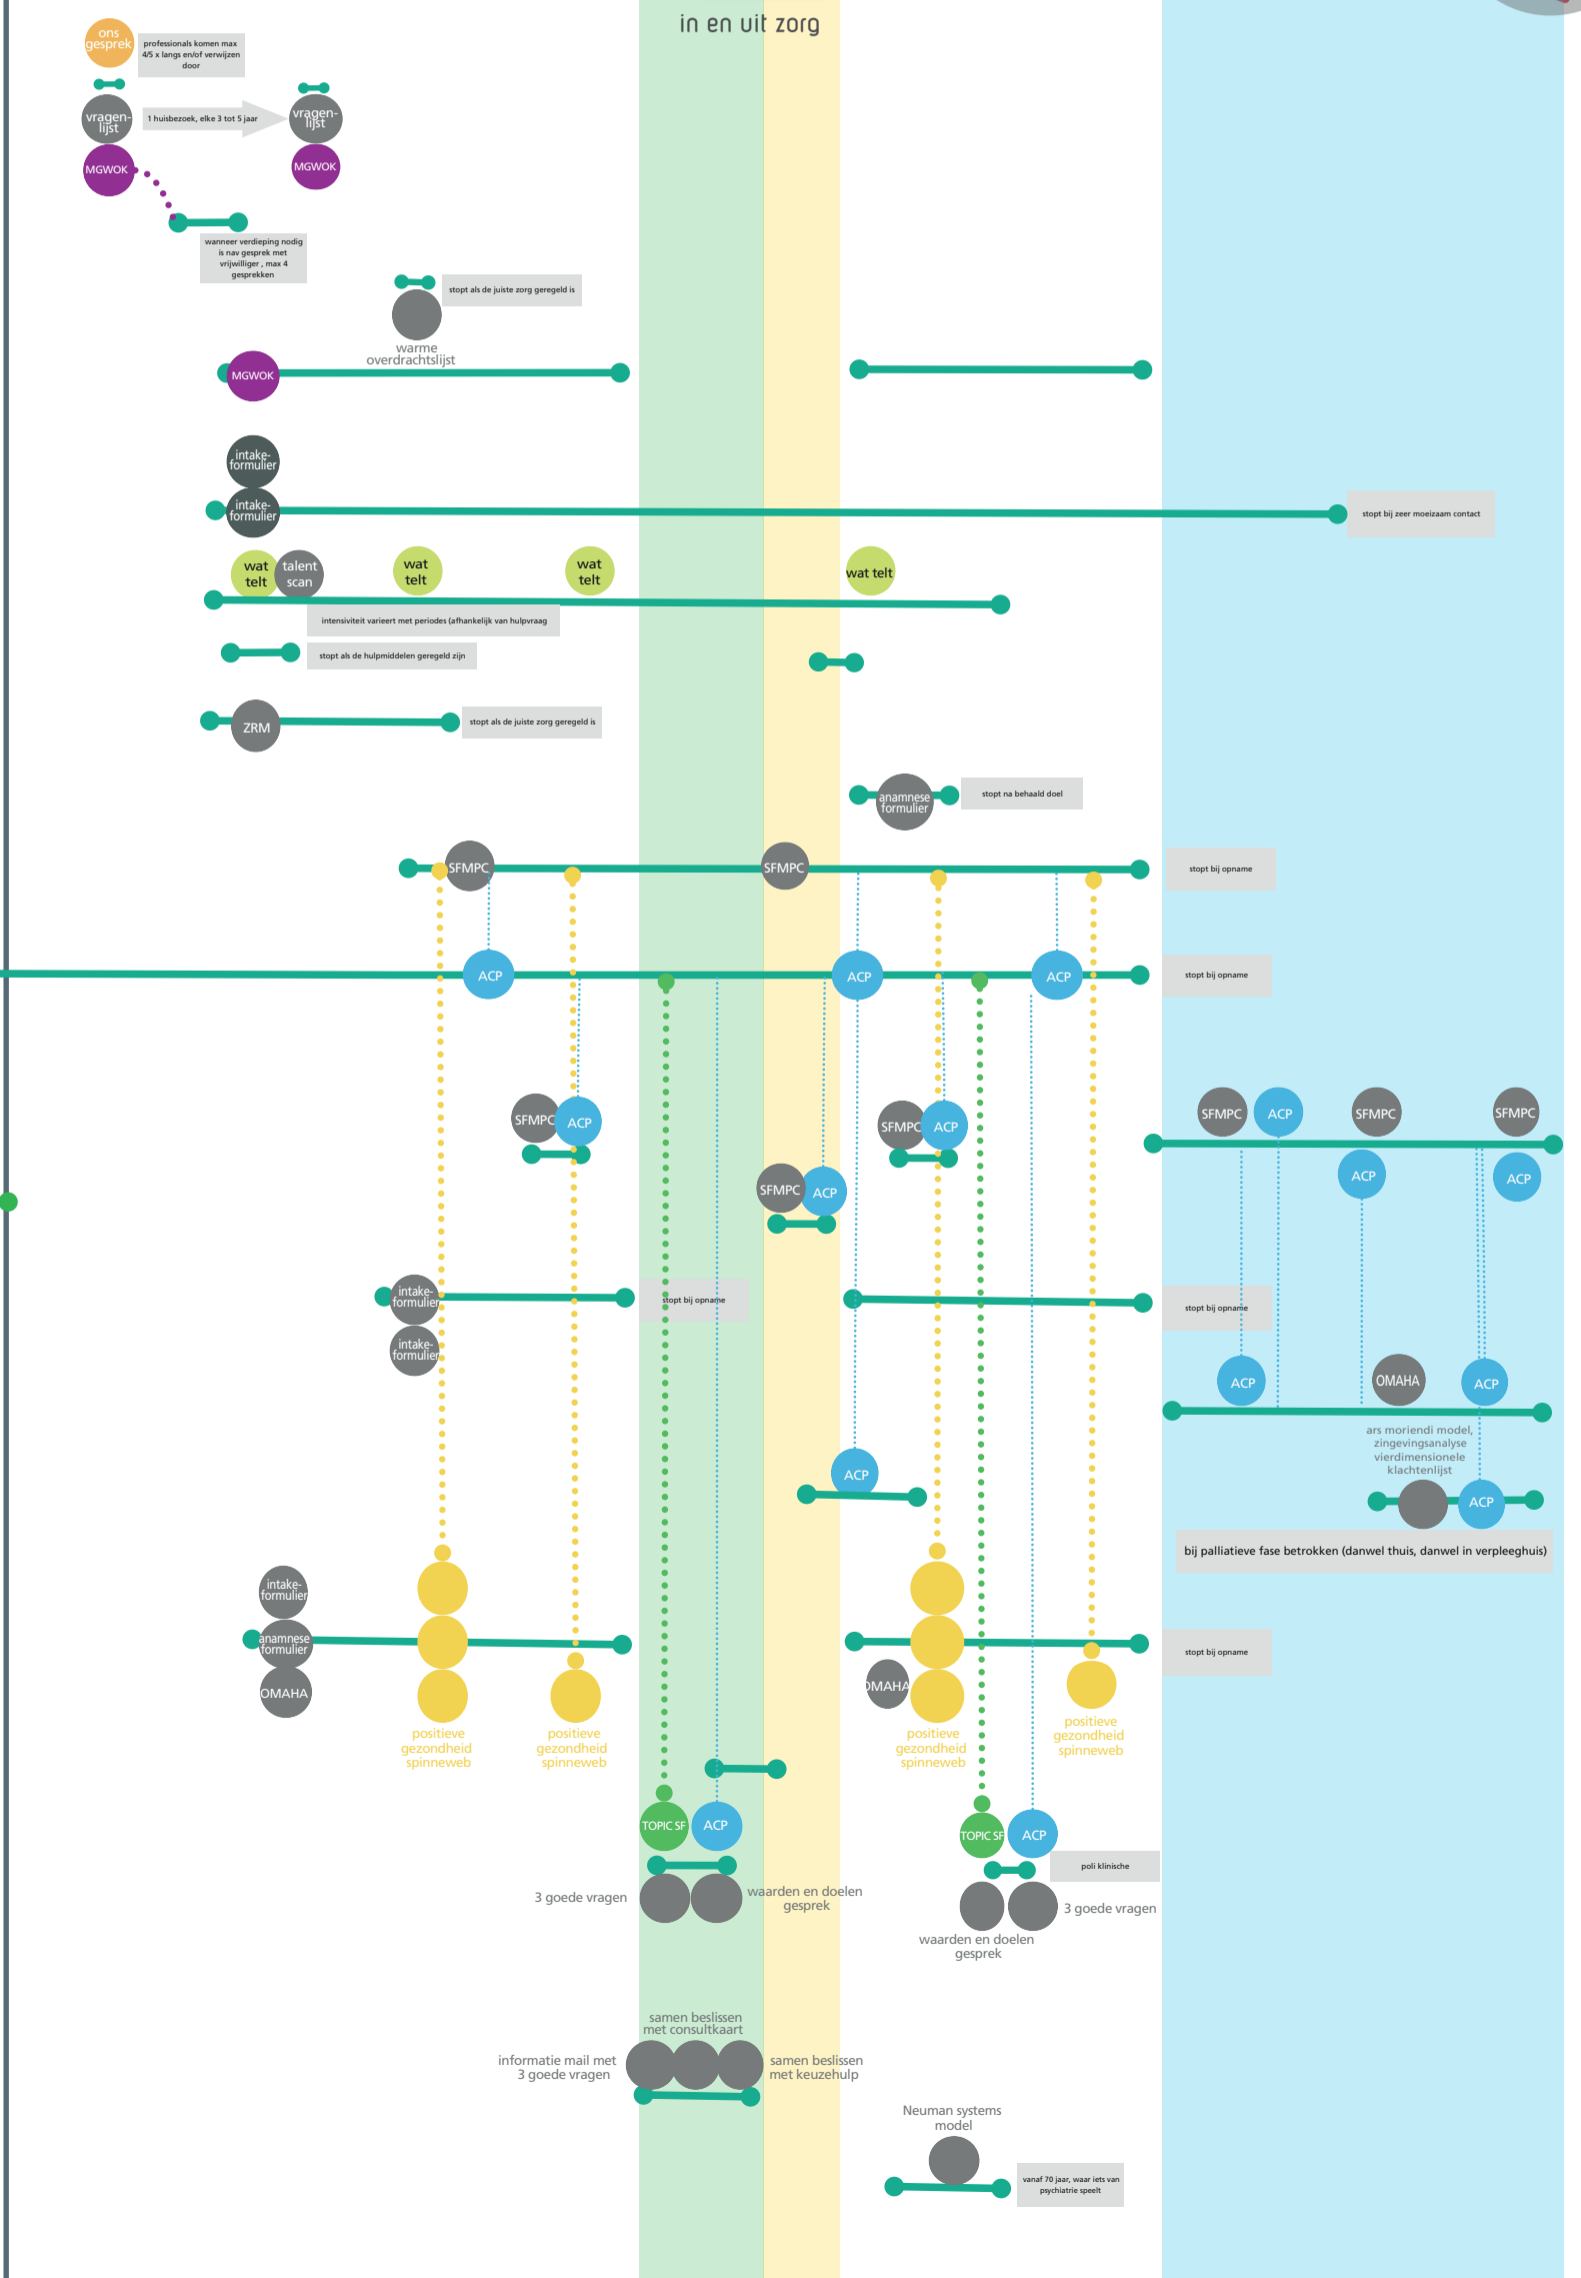 in en uit zorg
ons
gesprek
professionals komen max
4/5 x langs en/of verwijzen
door
vragen-
lijst
1 huisbezoek, elke 3 tot 5 jaar
vragen-
lijst
MGWOK
MGWOK
wanneer verdieping nodig
is nav gesprek met
vrijwilliger , max 4
gesprekken
stopt als de juiste zorg geregeld is
warme
overdrachtslijst
MGWOK
intake-
formulier
intake-
formulier
stopt bij zeer moeizaam contact
wat
telt
talent
scan
wat
telt
wat
telt
wat telt
intensiviteit varieert met periodes (afhankelijk van hulpvraag
stopt als de hulpmiddelen geregeld zijn
ZRM
stopt als de juiste zorg geregeld is
anamnese
formulier
stopt na behaald doel
SFMPC
SFMPC
stopt bij opname
ACP
ACP
ACP
stopt bij opname
SFMPC
ACP
SFMPC
ACP
SFMPC
ACP
SFMPC
SFMPC
ACP
ACP
SFMPC
ACP
intake-
formulier
stopt bij opname
stopt bij opname
intake-
formulier
ACP
OMAHA
ACP
ars moriendi model,
zingevingsanalyse
vierdimensionele
klachtenlijst
ACP
ACP
bij palliatieve fase betrokken (danwel thuis, danwel in verpleeghuis)
intake-
formulier
anamnese
formulier
OMAHA
OMAHA
stopt bij opname
positieve
gezondheid
spinneweb
positieve
gezondheid
spinneweb
positieve
gezondheid
spinneweb
positieve
gezondheid
spinneweb
TOPIC SF
ACP
TOPIC SF
ACP
poli klinische
3 goede vragen
waarden en doelen
gesprek
3 goede vragen
waarden en doelen
gesprek
samen beslissen
met consultkaart
informatie mail met
3 goede vragen
samen beslissen
met keuzehulp
Neuman systems
model
vanaf 70 jaar, waar iets van
psychiatrie speelt